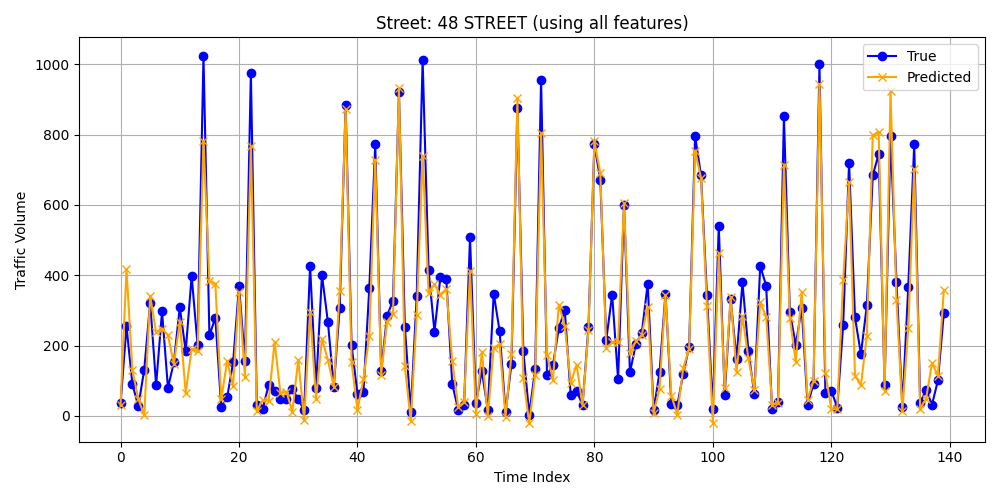 Street: 48 STREET (using all features)
True
Predicted
Traffic Volume
1000
800
600
400
200
0
0 20 40 60 80 100 120 140
Time Index